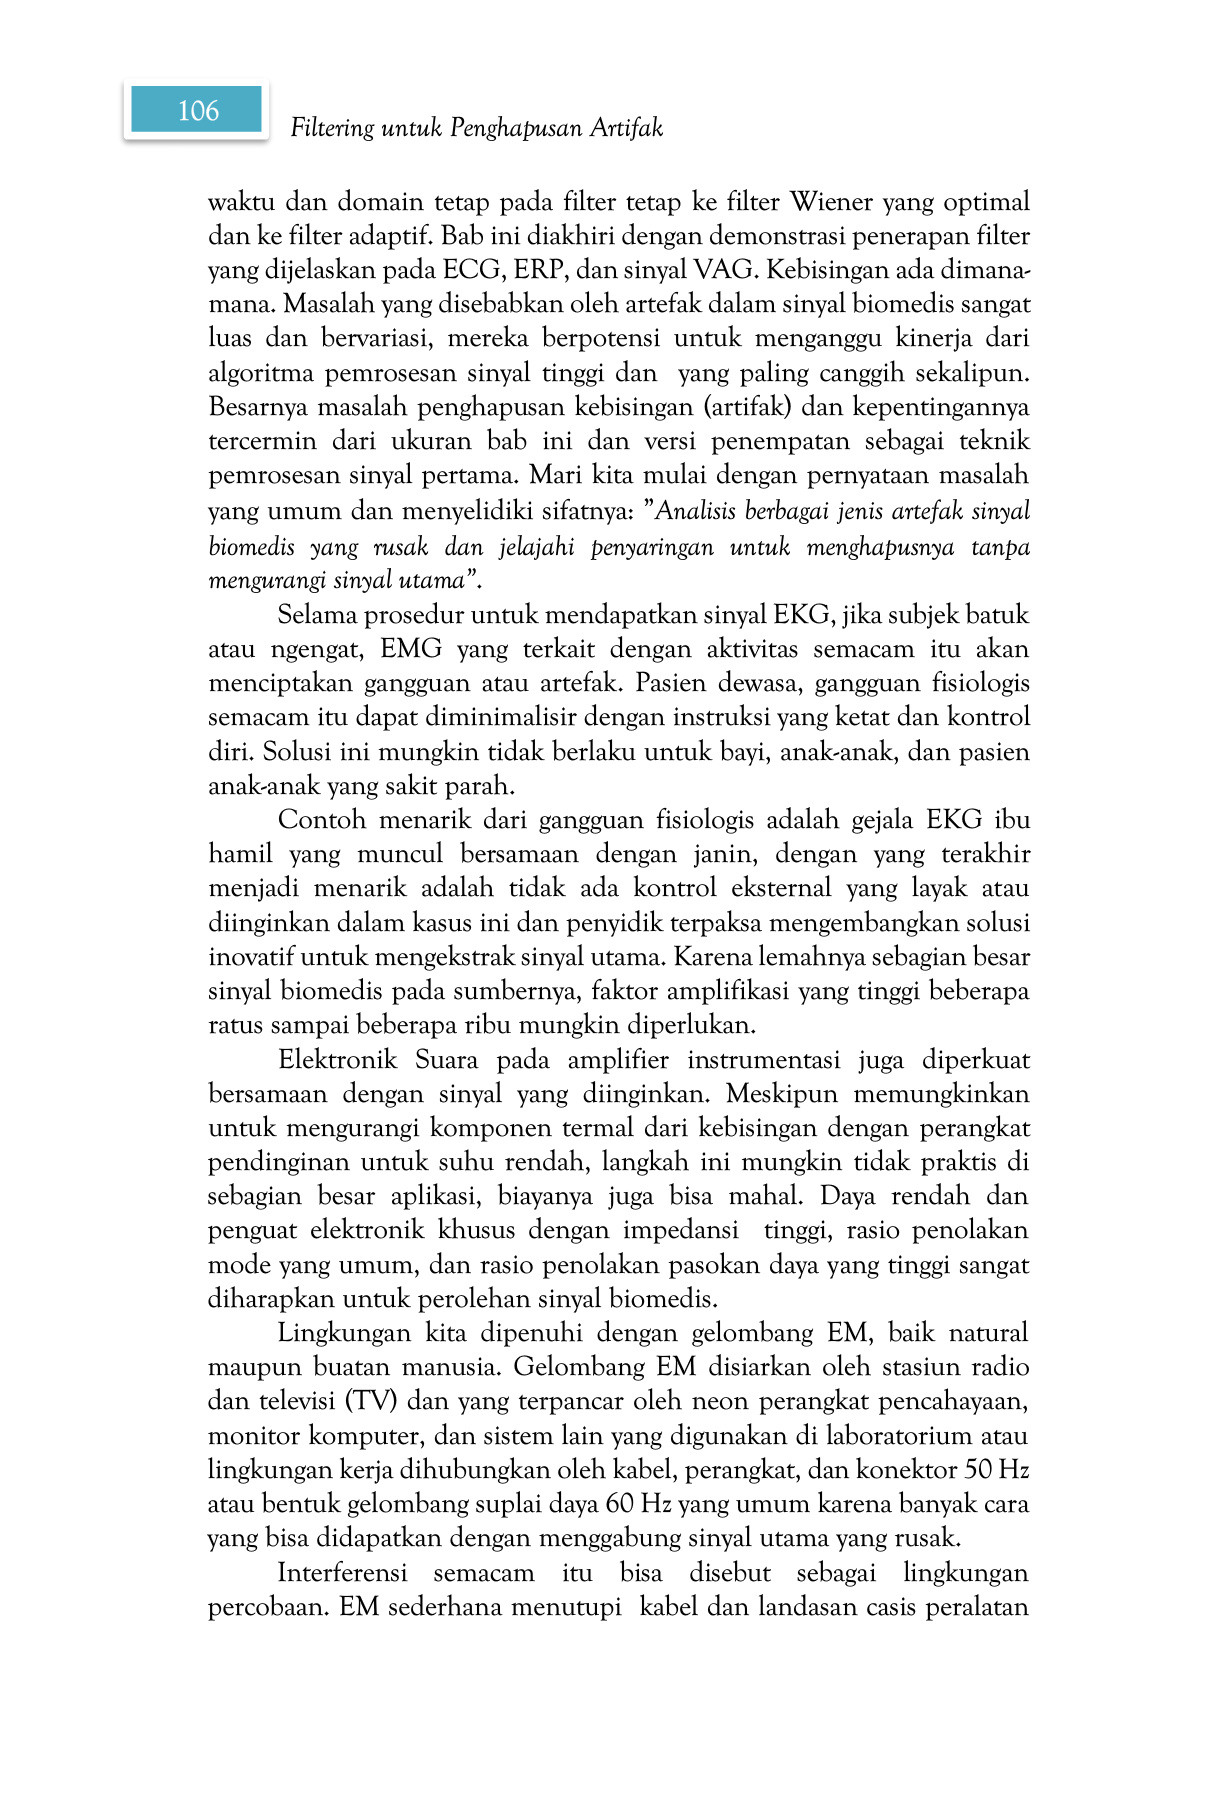 106
Filtering untuk Penghapusan Artifak
waktu dan domain tetap pada filter tetap ke filter Wiener yang optimal
dan ke filter adaptif. Bab ini diakhiri dengan demonstrasi penerapan filter
yang dijelaskan pada ECG, ERP, dan sinyal VAG. Kebisingan ada dimana-
mana. Masalah yang disebabkan oleh artefak dalam sinyal biomedis sangat
luas dan bervariasi, mereka berpotensi untuk menganggu kinerja dari
algoritma pemrosesan sinyal tinggi dan yang paling canggih sekalipun.
Besarnya masalah penghapusan kebisingan (artifak) dan kepentingannya
tercermin dari ukuran bab ini dan versi penempatan sebagai teknik
pemrosesan sinyal pertama. Mari kita mulai dengan pernyataan masalah
yang umum dan menyelidiki sifatnya: ”Analisis berbagai jenis artefak sinyal
biomedis yang rusak dan jelajahi penyaringan untuk menghapusnya tanpa
mengurangi sinyal utama”.
Selama prosedur untuk mendapatkan sinyal EKG, jika subjek batuk
atau ngengat, EMG yang terkait dengan aktivitas semacam itu akan
menciptakan gangguan atau artefak. Pasien dewasa, gangguan fisiologis
semacam itu dapat diminimalisir dengan instruksi yang ketat dan kontrol
diri. Solusi ini mungkin tidak berlaku untuk bayi, anak-anak, dan pasien
anak-anak yang sakit parah.
Contoh menarik dari gangguan fisiologis adalah gejala EKG ibu
hamil yang muncul bersamaan dengan janin, dengan yang terakhir
menjadi menarik adalah tidak ada kontrol eksternal yang layak atau
diinginkan dalam kasus ini dan penyidik terpaksa mengembangkan solusi
inovatif untuk mengekstrak sinyal utama. Karena lemahnya sebagian besar
sinyal biomedis pada sumbernya, faktor amplifikasi yang tinggi beberapa
ratus sampai beberapa ribu mungkin diperlukan.
Elektronik Suara pada amplifier instrumentasi juga diperkuat
bersamaan dengan sinyal yang diinginkan. Meskipun memungkinkan
untuk mengurangi komponen termal dari kebisingan dengan perangkat
pendinginan untuk suhu rendah, langkah ini mungkin tidak praktis di
sebagian besar aplikasi, biayanya juga bisa mahal. Daya rendah dan
penguat elektronik khusus dengan impedansi tinggi, rasio penolakan
mode yang umum, dan rasio penolakan pasokan daya yang tinggi sangat
diharapkan untuk perolehan sinyal biomedis.
Lingkungan kita dipenuhi dengan gelombang EM, baik natural
maupun buatan manusia. Gelombang EM disiarkan oleh stasiun radio
dan televisi (TV) dan yang terpancar oleh neon perangkat pencahayaan,
monitor komputer, dan sistem lain yang digunakan di laboratorium atau
lingkungan kerja dihubungkan oleh kabel, perangkat, dan konektor 50 Hz
atau bentuk gelombang suplai daya 60 Hz yang umum karena banyak cara
yang bisa didapatkan dengan menggabung sinyal utama yang rusak.
Interferensi semacam itu bisa disebut sebagai lingkungan
percobaan. EM sederhana menutupi kabel dan landasan casis peralatan